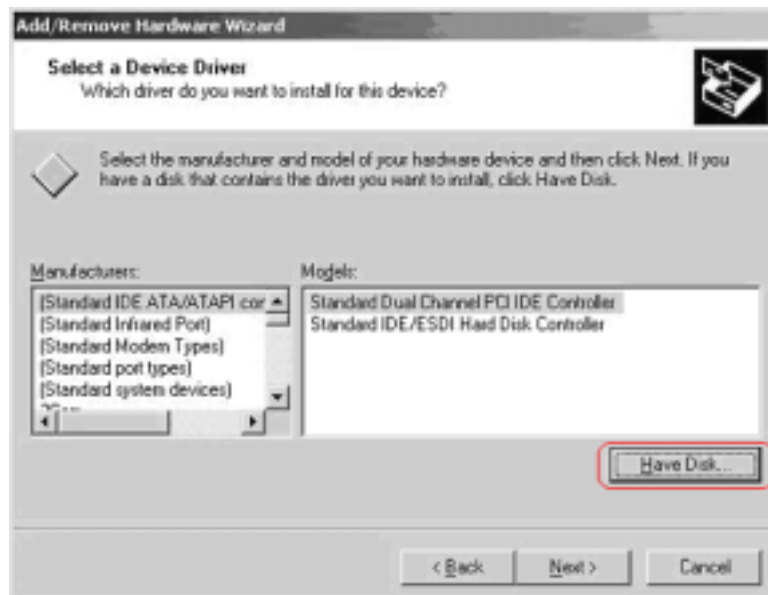 Add/Remove Hardware Wizard
Select a Device Driver
Which driver do you want to install for this device?
Select the manufacturer and model of your hardware device and then click Next. If you
have a disk that contains the driver you want to install, click Have Disk.
Manufacturers:
(Standard IDE ATA/ATAPI cor
(Standard Infrared Port)
(Standard Modem Types)
(Standard port types)
(Standard system devices)
Models:
Standard Dual Channel PCI IDE Controller
Standard IDE/ESDI Hard Disk Controller
Have Disk...
< Back
Next >
Cancel